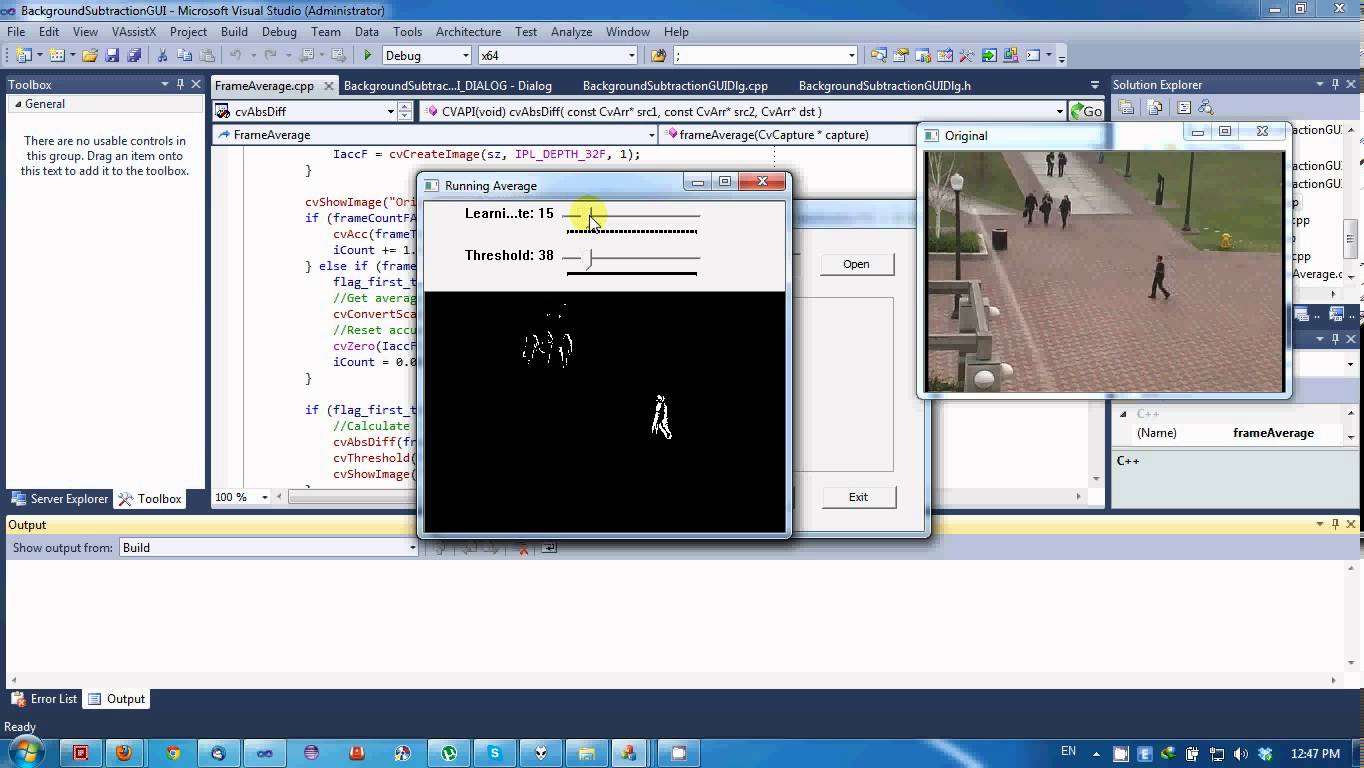 BackgroundSubtractionGUI - Microsoft Visual Studio (Administrator)
File Edit View VAssistX Project Build Debug Team Data Tools Architecture Test Analyze Window Help
Debug x64 ;
Toolbox
General
There are no usable controls in
this group. Drag an item onto
this text to add it to the toolbox.
Server Explorer Toolbox
FrameAverage.cpp BackgroundSubtrac...I_DIALOG - Dialog BackgroundSubtractionGUIDlg.cpp BackgroundSubtractionGUIDlg.h
cvAbsDiff CVAPI(void) cvAbsDiff( const CvArr* src1, const CvArr* src2, CvArr* dst ) Go
FrameAverage frameAverage(CvCapture * capture)
IaccF = cvCreateImage(sz, IPL_DEPTH_32F, 1);
}
cvShowImage("Ori
if (frameCountFA
cvAcc(frameT
iCount += 1.
} else if (frame
flag_first_t
//Get averag
cvConvertSca
//Reset accu
cvZero(IaccF
iCount = 0.0
}
if (flag_first_t
//Calculate
cvAbsDiff(fr
cvThreshold(
cvShowImage(
100 %
Running Average
Learni...te: 15
Threshold: 38
Open
Exit
Original
Solution Explorer
actionGU
actionGUI
actionGUI
cpp
pp
Average.c
C++
(Name) frameAverage
C++
Output
Show output from: Build
Error List Output
Ready
EN 12:47 PM